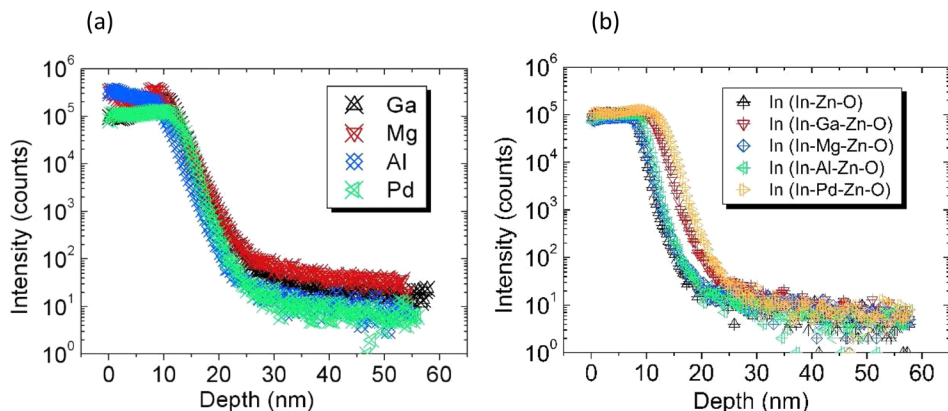 (a)
(b)
Intensity (counts)
10^6
10^5
10^4
10^3
10^2
10^1
10^0
Ga
Mg
Al
Pd
0 10 20 30 40 50 60
Depth (nm)
Intensity (counts)
10^6
10^5
10^4
10^3
10^2
10^1
10^0
In (In-Zn-O)
In (In-Ga-Zn-O)
In (In-Mg-Zn-O)
In (In-Al-Zn-O)
In (In-Pd-Zn-O)
0 10 20 30 40 50 60
Depth (nm)